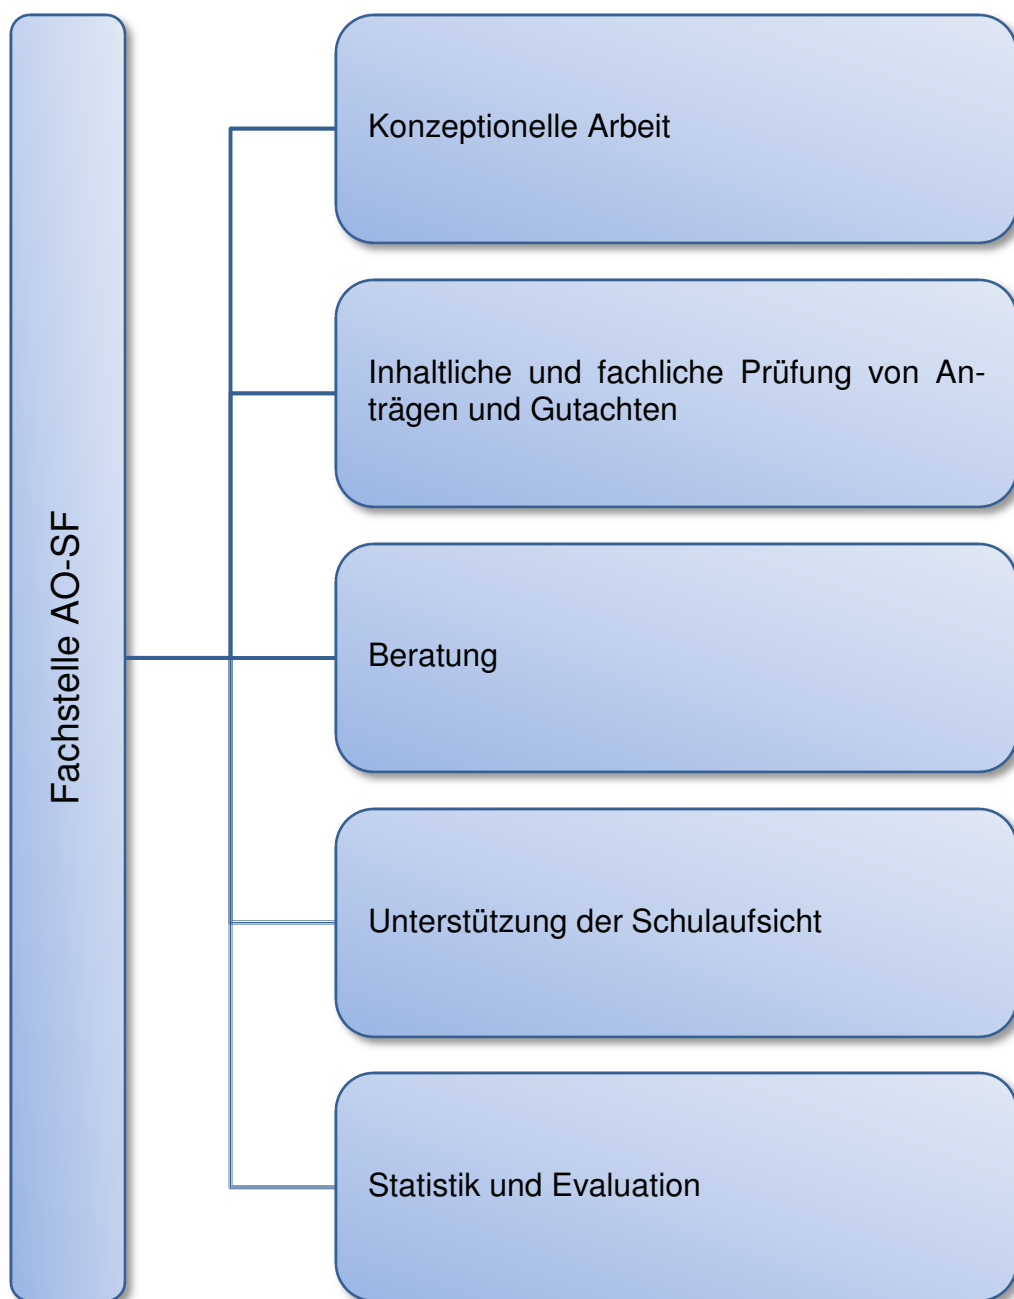 Fachstelle AO-SF
Konzeptionelle Arbeit
Inhaltliche und fachliche Prüfung von An-
trägen und Gutachten
Beratung
Unterstützung der Schulaufsicht
Statistik und Evaluation